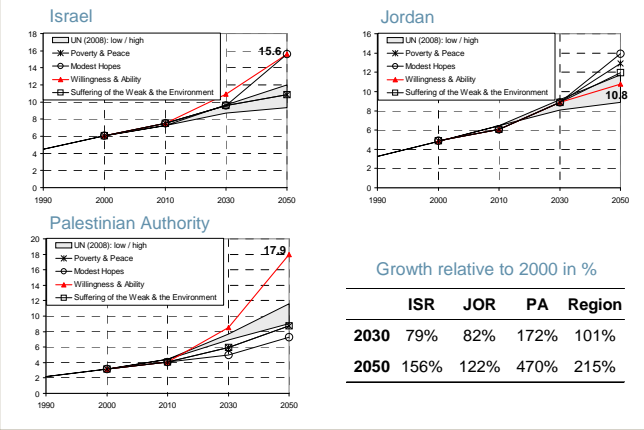 Israel
18
16
14
12
10
8
6
4
2
0
UN (2008): low / high
Poverty & Peace
Modest Hopes
Willingness & Ability
Suffering of the Weak & the Environment
15.6
1990 2000 2010 2030 2050
Jordan
16
14
12
10
8
6
4
2
0
UN (2008): low / high
Poverty & Peace
Modest Hopes
Willingness & Ability
Suffering of the Weak & the Environment
10.8
1990 2000 2010 2030 2050
Palestinian Authority
20
18
16
14
12
10
8
6
4
2
0
UN (2008): low / high
Poverty & Peace
Modest Hopes
Willingness & Ability
Suffering of the Weak & the Environment
17.9
1990 2000 2010 2030 2050
Growth relative to 2000 in %
ISR JOR PA Region
2030 79% 82% 172% 101%
2050 156% 122% 470% 215%